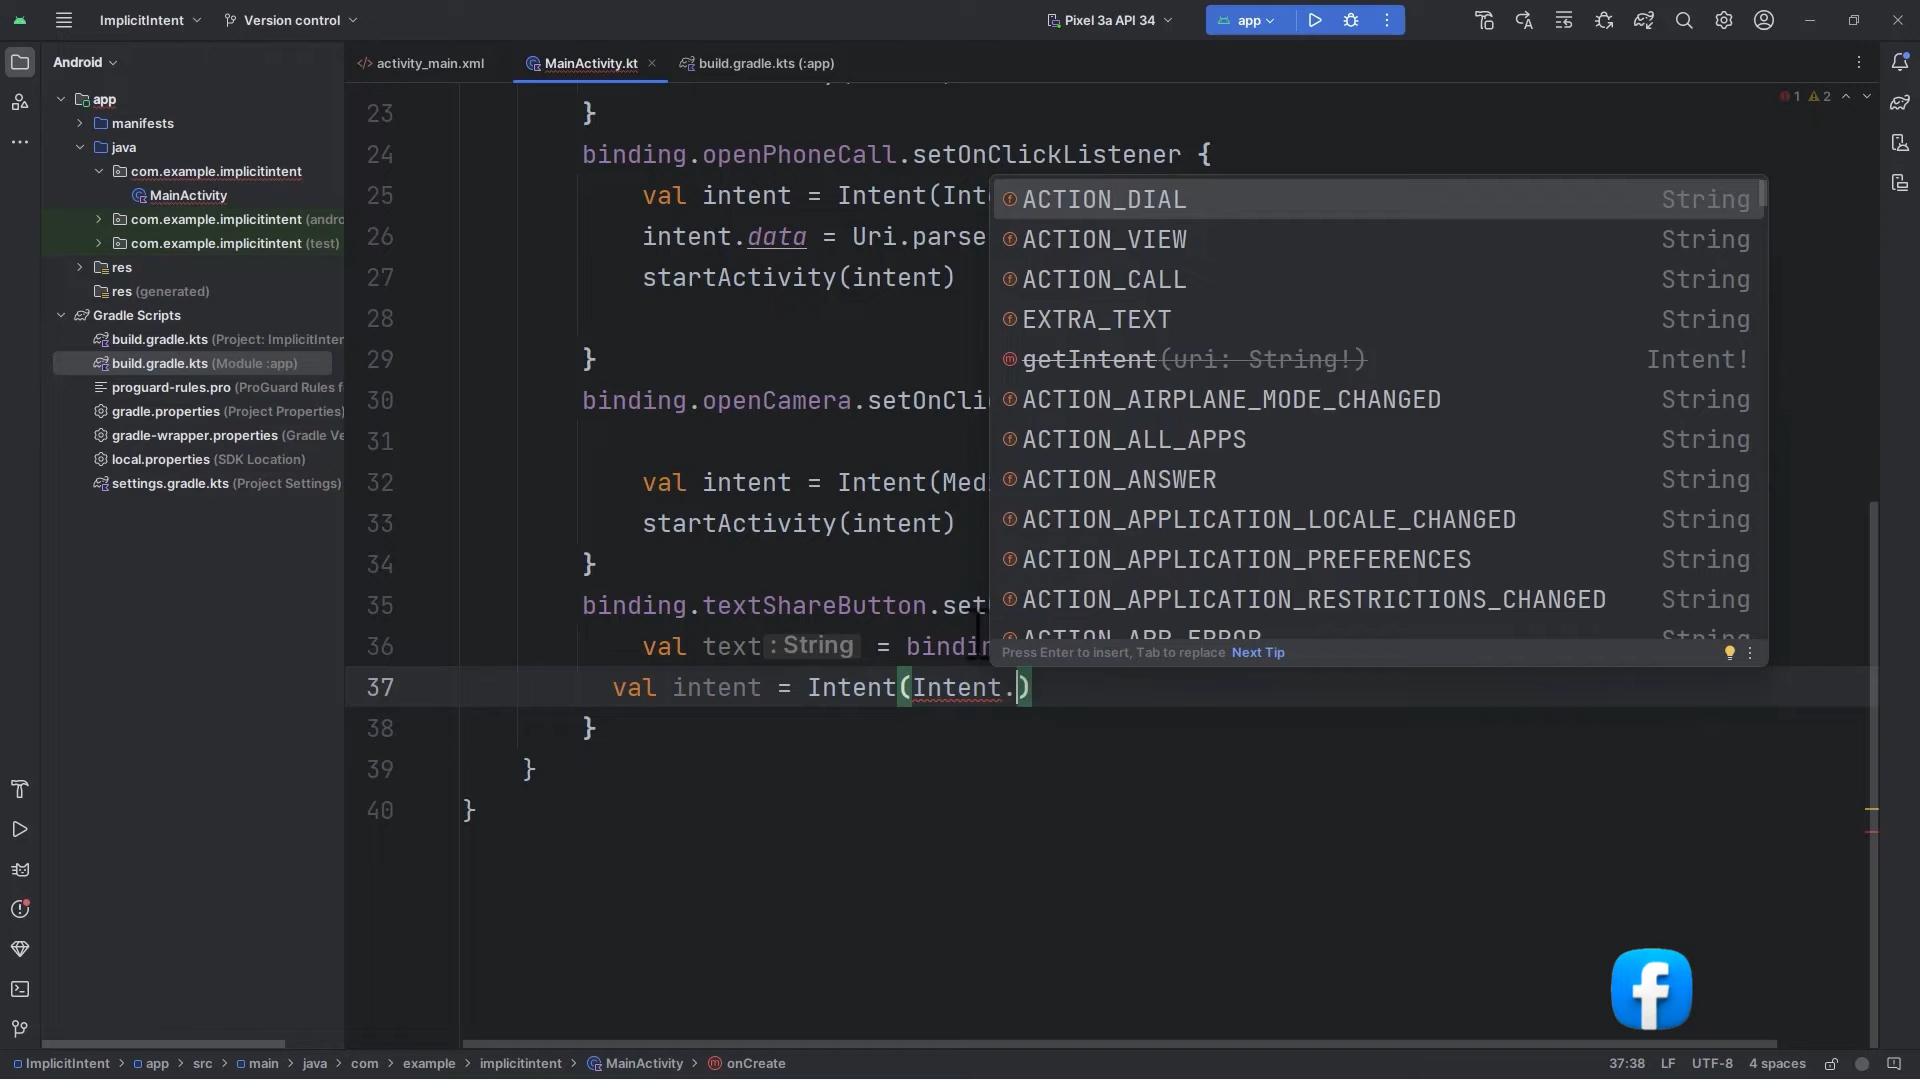 ImplicitIntent
Version control
Pixel 3a API 34
app
Android
activity_main.xml
MainActivity.kt
build.gradle.kts (:app)
app
manifests
java
com.example.implicitintent
MainActivity
com.example.implicitintent (andro
com.example.implicitintent (test)
res
res (generated)
Gradle Scripts
build.gradle.kts (Project: ImplicitInten
build.gradle.kts (Module :app)
proguard-rules.pro (ProGuard Rules f
gradle.properties (Project Properties)
gradle-wrapper.properties (Gradle Ve
local.properties (SDK Location)
settings.gradle.kts (Project Settings)
1 2
23 }
24 binding.openPhoneCall.setOnClickListener {
25 val intent = Intent(Int
26 intent.data = Uri.parse
27 startActivity(intent)
28
29 }
30 binding.openCamera.setOnCli
31
32 val intent = Intent(Med
33 startActivity(intent)
34 }
35 binding.textShareButton.set
36 val text : String = bindin
37 val intent = Intent(Intent.)
38 }
39 }
40 }
ACTION_DIAL String
ACTION_VIEW String
ACTION_CALL String
EXTRA_TEXT String
getIntent(uri: String!) Intent!
ACTION_AIRPLANE_MODE_CHANGED String
ACTION_ALL_APPS String
ACTION_ANSWER String
ACTION_APPLICATION_LOCALE_CHANGED String
ACTION_APPLICATION_PREFERENCES String
ACTION_APPLICATION_RESTRICTIONS_CHANGED String
ACTION_APP_ERROR String
Press Enter to insert, Tab to replace Next Tip
f
ImplicitIntent > app > src > main > java > com > example > implicitintent > MainActivity > onCreate
37:38 LF UTF-8 4 spaces